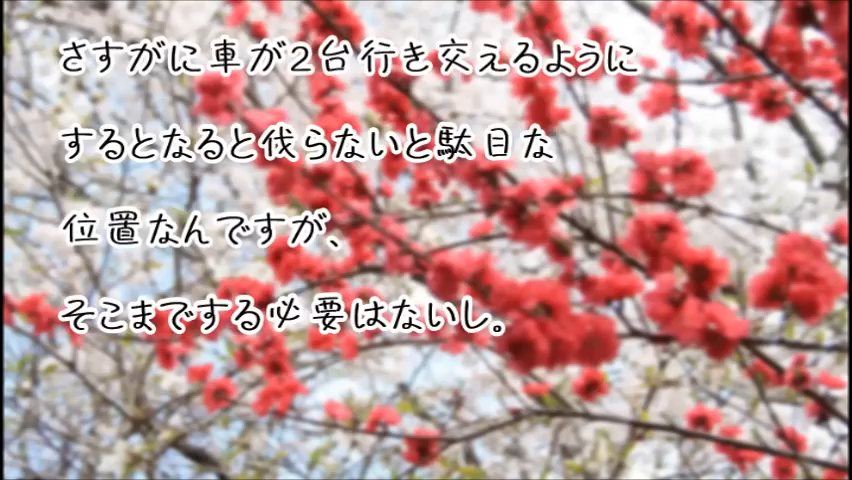 さすがに車が２台行き交えるように
するとなると伐らないと駄目な
位置なんですが、
そこまでする必要はないし。